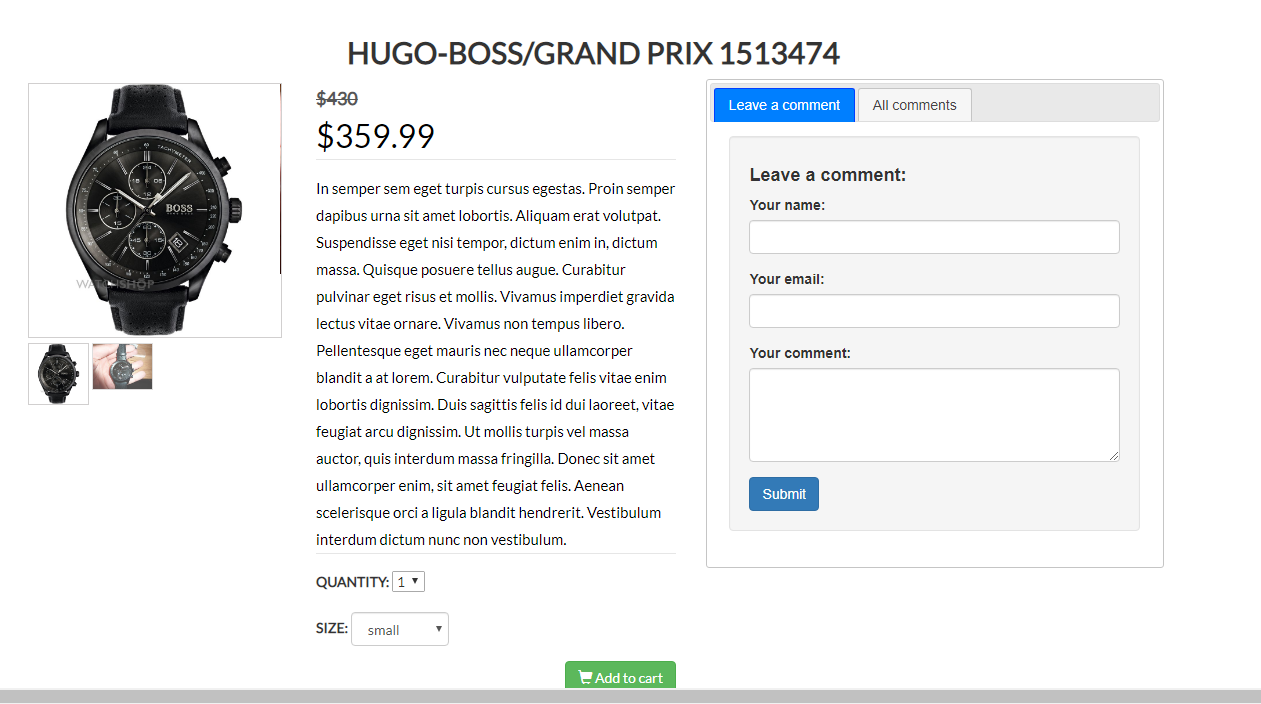 HUGO-BOSS/GRAND PRIX 1513474
TACHYMETER
BOSS
WATCHSHOP
$430
$359.99
In semper sem eget turpis cursus egestas. Proin semper
dapibus urna sit amet lobortis. Aliquam erat volutpat.
Suspendisse eget nisi tempor, dictum enim in, dictum
massa. Quisque posuere tellus augue. Curabitur
pulvinar eget risus et mollis. Vivamus imperdiet gravida
lectus vitae ornare. Vivamus non tempus libero.
Pellentesque eget mauris nec neque ullamcorper
blandit a at lorem. Curabitur vulputate felis vitae enim
lobortis dignissim. Duis sagittis felis id dui laoreet, vitae
feugiat arcu dignissim. Ut mollis turpis vel massa
auctor, quis interdum massa fringilla. Donec sit amet
ullamcorper enim, sit amet feugiat felis. Aenean
scelerisque orci a ligula blandit hendrerit. Vestibulum
interdum dictum nunc non vestibulum.
QUANTITY: 1
SIZE: small
Add to cart
Leave a comment All comments
Leave a comment:
Your name:
Your email:
Your comment:
Submit